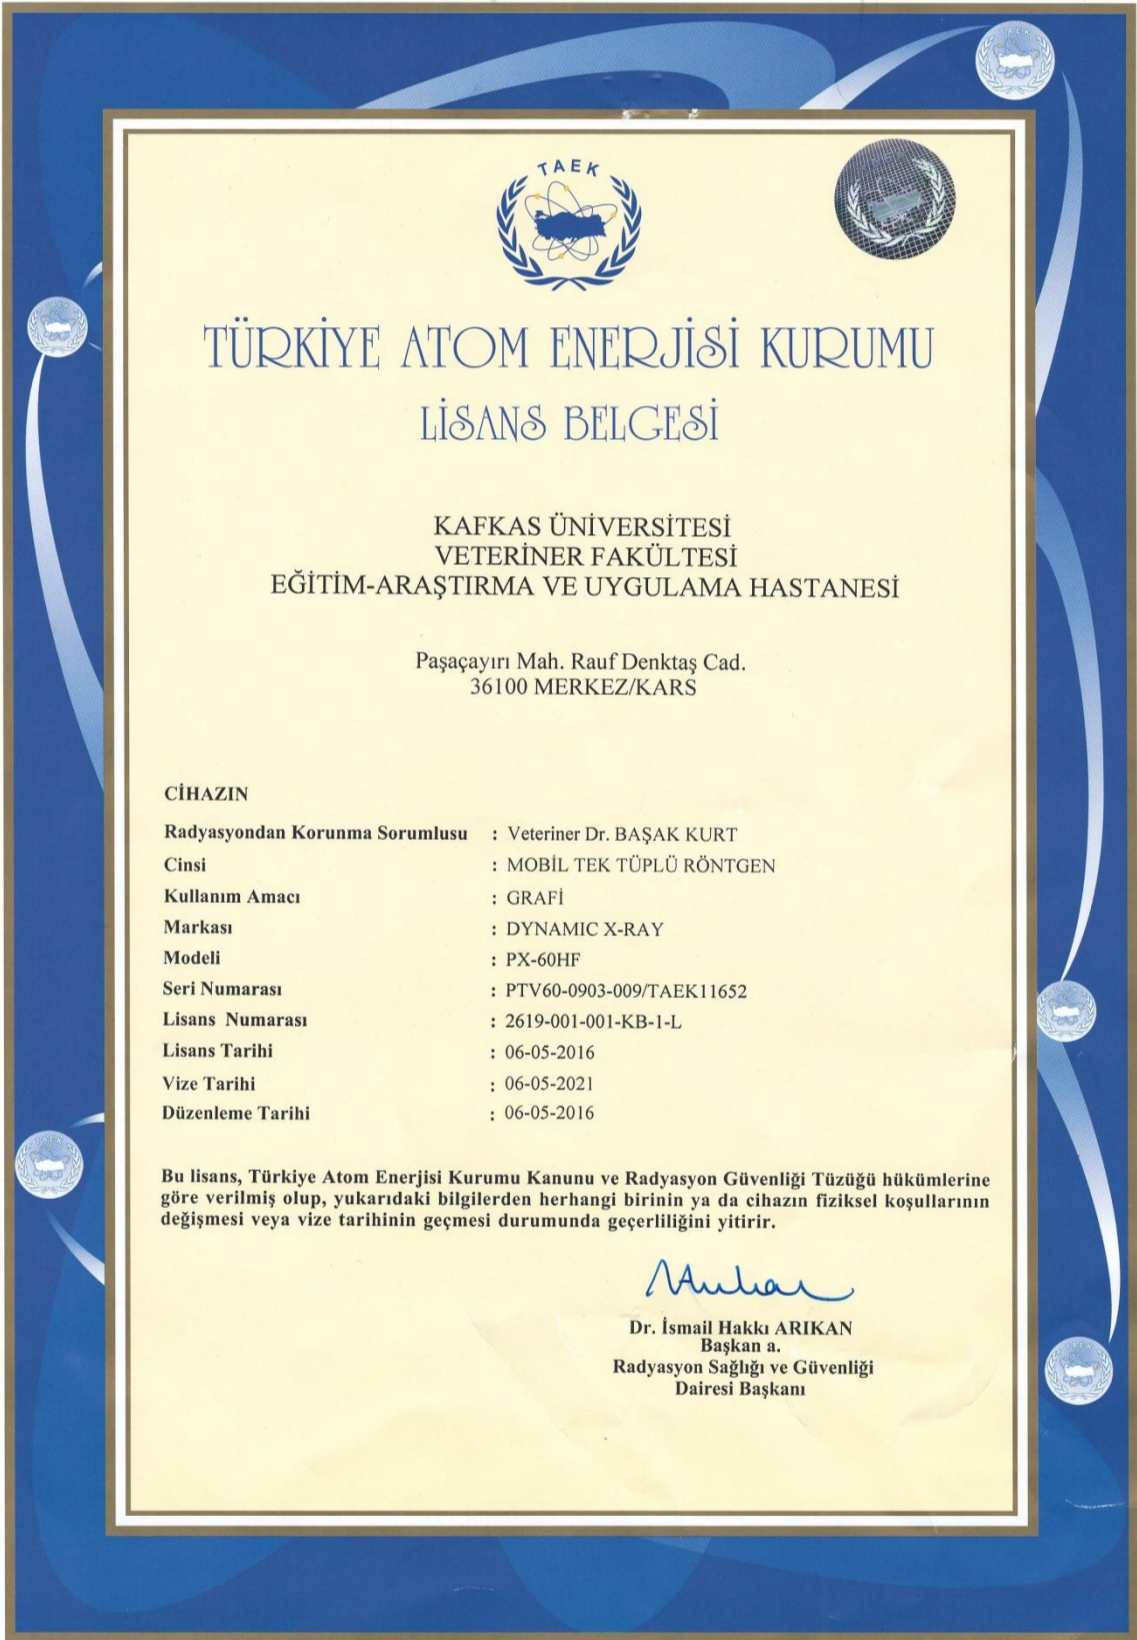 TAEK
TÜRKİYE ATOM ENERJİSİ KURUMU
LİSANS BELGESİ
KAFKAS ÜNİVERSİTESİ
VETERİNER FAKÜLTESİ
EĞİTİM-ARAŞTIRMA VE UYGULAMA HASTANESİ
Paşaçayırı Mah. Rauf Denktaş Cad.
36100 MERKEZ/KARS
CİHAZIN
Radyasyondan Korunma Sorumlusu : Veteriner Dr. BAŞAK KURT
Cinsi : MOBİL TEK TÜPLÜ RÖNTGEN
Kullanım Amacı : GRAFİ
Markası : DYNAMIC X-RAY
Modeli : PX-60HF
Seri Numarası : PTV60-0903-009/TAEK11652
Lisans Numarası : 2619-001-001-KB-1-L
Lisans Tarihi : 06-05-2016
Vize Tarihi : 06-05-2021
Düzenleme Tarihi : 06-05-2016
Bu lisans, Türkiye Atom Enerjisi Kurumu Kanunu ve Radyasyon Güvenliği Tüzüğü hükümlerine
göre verilmiş olup, yukarıdaki bilgilerden herhangi birinin ya da cihazın fiziksel koşullarının
değişmesi veya vize tarihinin geçmesi durumunda geçerliliğini yitirir.
Dr. İsmail Hakkı ARIKAN
Başkan a.
Radyasyon Sağlığı ve Güvenliği
Dairesi Başkanı